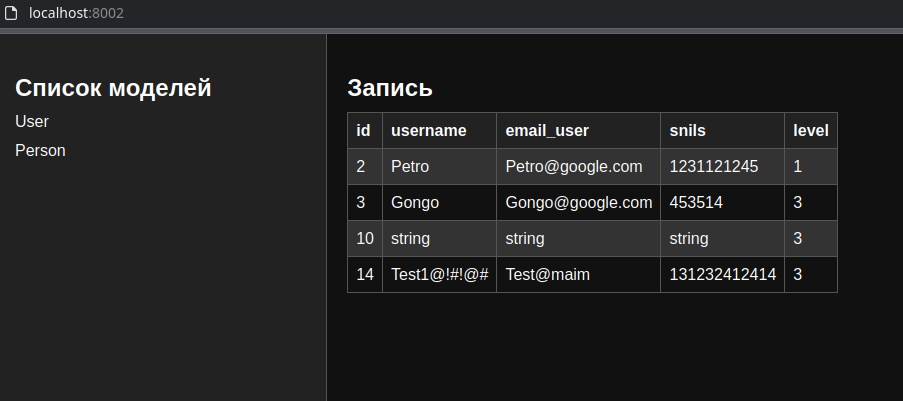 localhost:8002
Список моделей
User
Person
Запись
id username email_user snils level
2 Petro Petro@google.com 1231121245 1
3 Gongo Gongo@google.com 453514 3
10 string string string 3
14 Test1@!#!@# Test@maim 131232412414 3